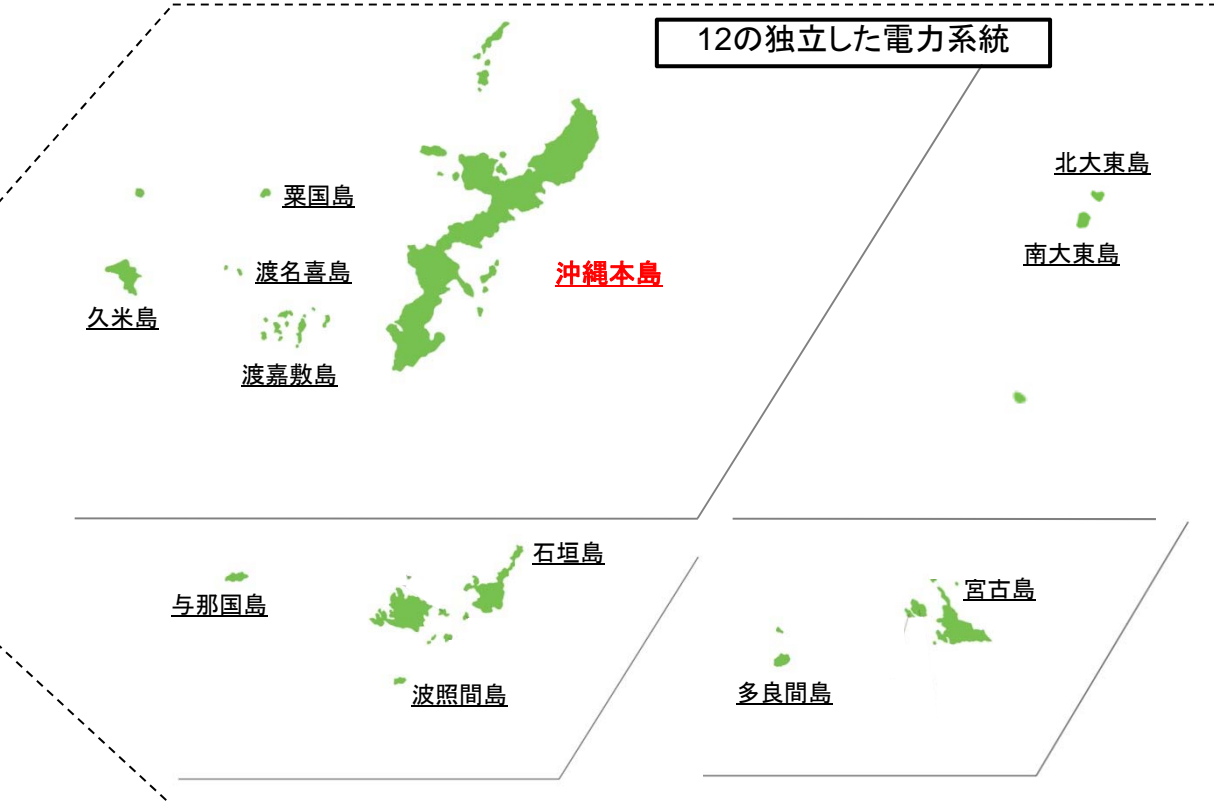 12の独立した電力系統
北大東島
粟国島
南大東島
渡名喜島
沖縄本島
久米島
渡嘉敷島
石垣島
与那国島
宮古島
波照間島
多良間島